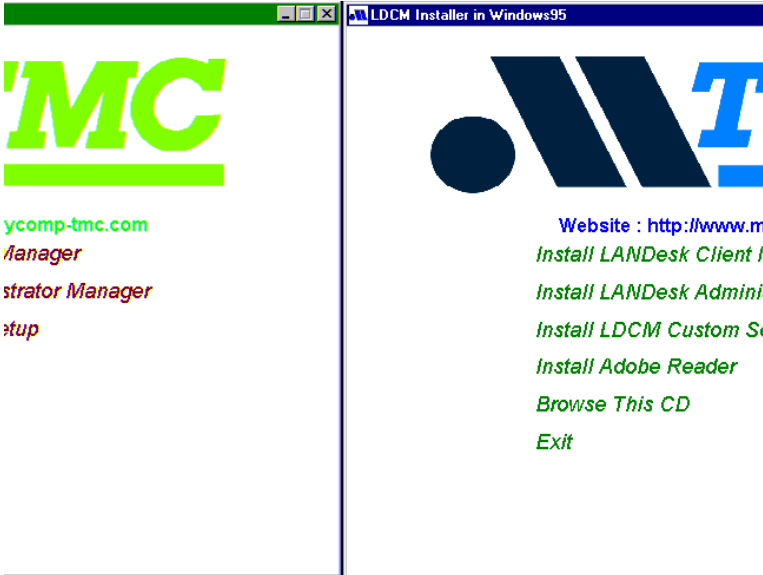 TMC
ycomp-tmc.com
Manager
strator Manager
etup
LDCM Installer in Windows95
T
Website : http://www.m
Install LANDesk Client
Install LANDesk Admini
Install LDCM Custom Se
Install Adobe Reader
Browse This CD
Exit